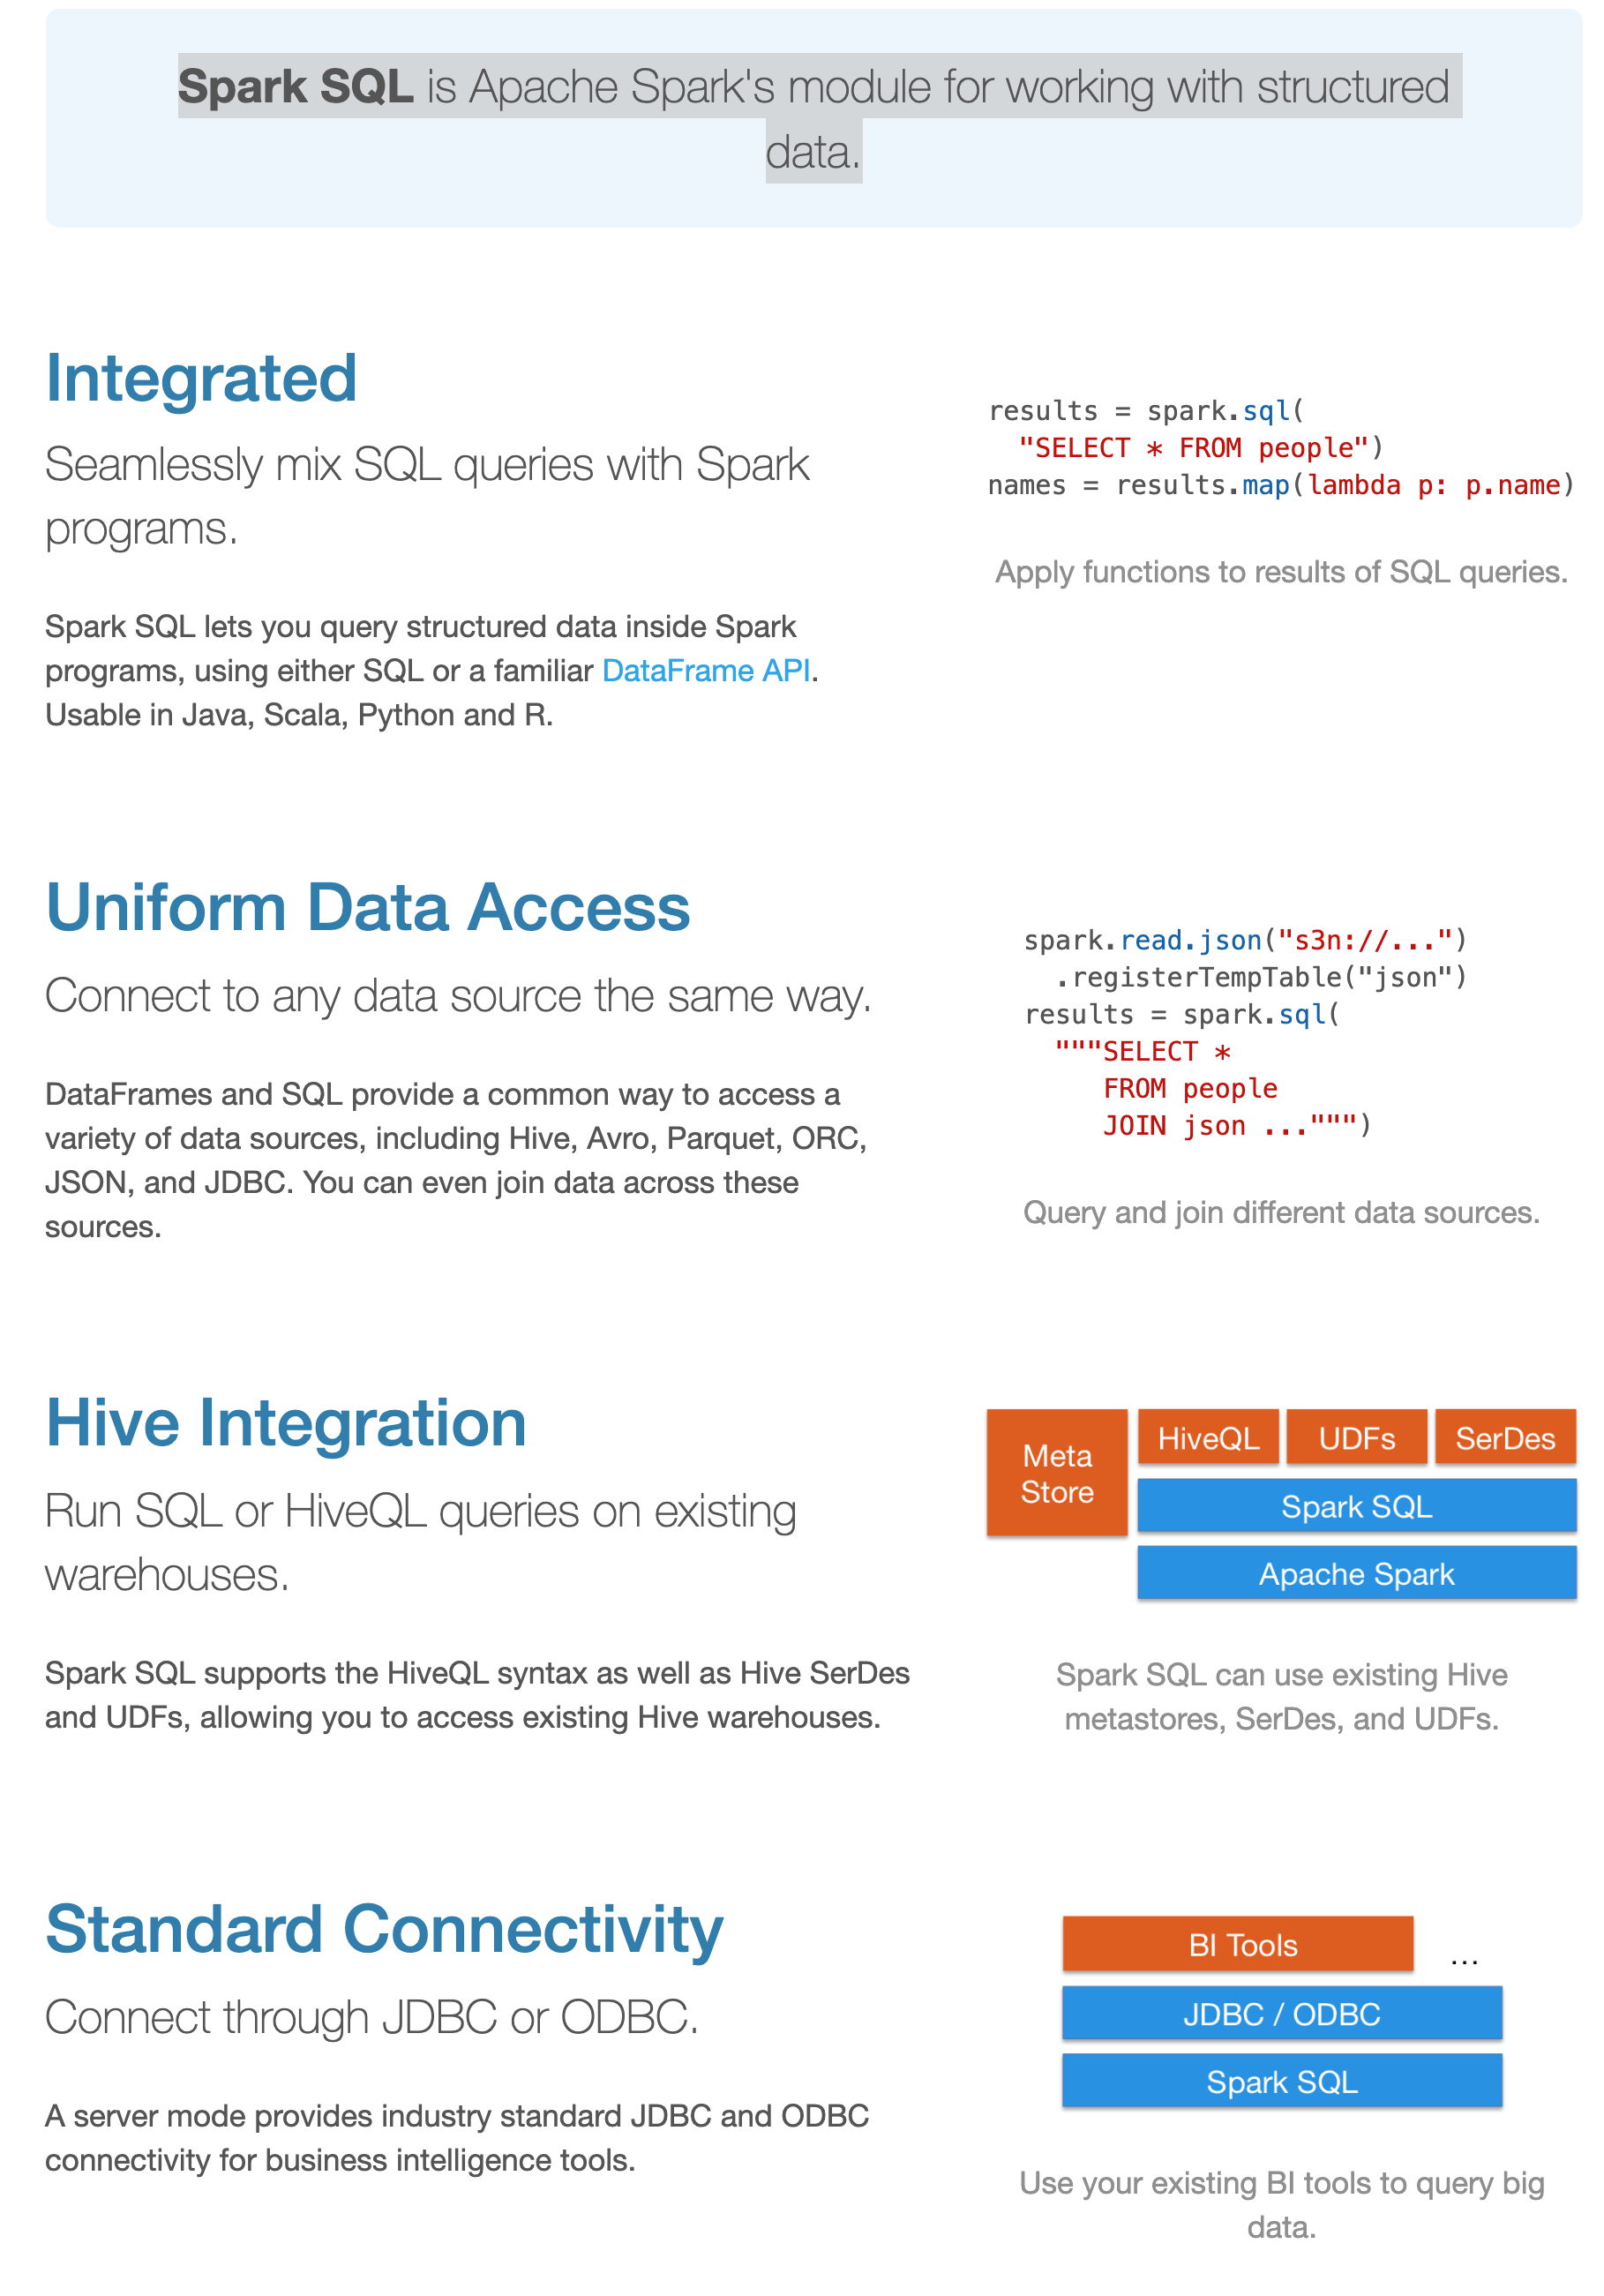 Spark SQL is Apache Spark's module for working with structured
data.
Integrated
Seamlessly mix SQL queries with Spark
programs.
Spark SQL lets you query structured data inside Spark
programs, using either SQL or a familiar DataFrame API.
Usable in Java, Scala, Python and R.
results = spark.sql(
  "SELECT * FROM people")
names = results.map(lambda p: p.name)
Apply functions to results of SQL queries.
Uniform Data Access
Connect to any data source the same way.
DataFrames and SQL provide a common way to access a
variety of data sources, including Hive, Avro, Parquet, ORC,
JSON, and JDBC. You can even join data across these
sources.
spark.read.json("s3n://...")
  .registerTempTable("json")
results = spark.sql(
  """SELECT *
     FROM people
     JOIN json ...""")
Query and join different data sources.
Hive Integration
Run SQL or HiveQL queries on existing
warehouses.
Spark SQL supports the HiveQL syntax as well as Hive SerDes
and UDFs, allowing you to access existing Hive warehouses.
Meta
Store
HiveQL
UDFs
SerDes
Spark SQL
Apache Spark
Spark SQL can use existing Hive
metastores, SerDes, and UDFs.
Standard Connectivity
Connect through JDBC or ODBC.
A server mode provides industry standard JDBC and ODBC
connectivity for business intelligence tools.
BI Tools
...
JDBC / ODBC
Spark SQL
Use your existing BI tools to query big
data.